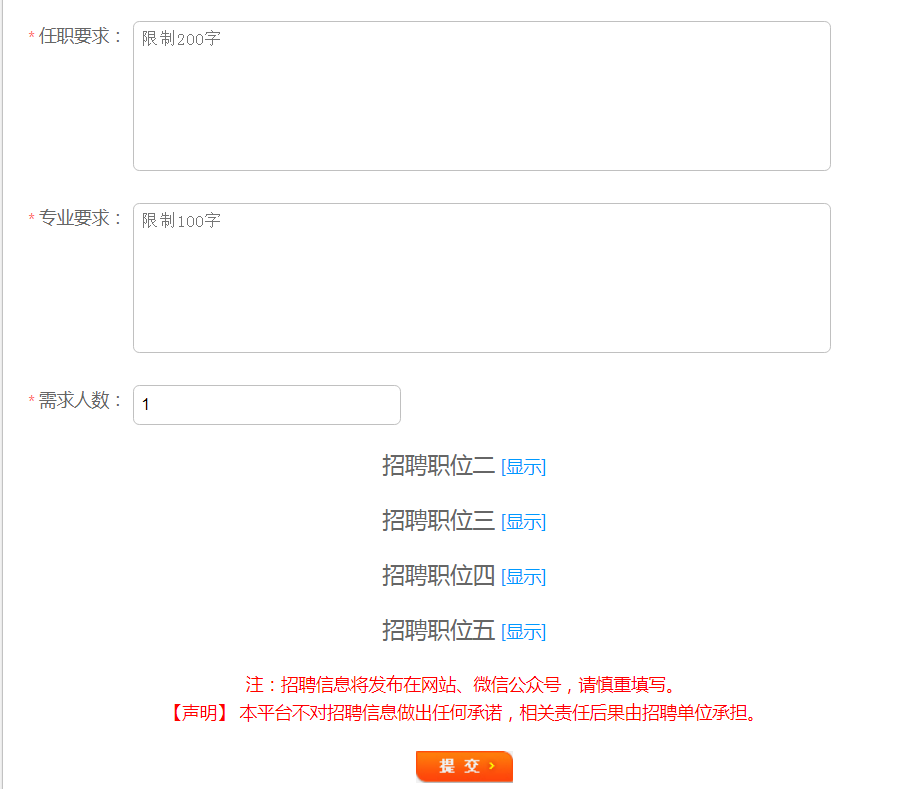 * 任职要求： 限制200字
* 专业要求： 限制100字
* 需求人数： 1
招聘职位二 [显示]
招聘职位三 [显示]
招聘职位四 [显示]
招聘职位五 [显示]
注：招聘信息将发布在网站、微信公众号，请慎重填写。
【声明】 本平台不对招聘信息做出任何承诺，相关责任后果由招聘单位承担。
提 交 ›